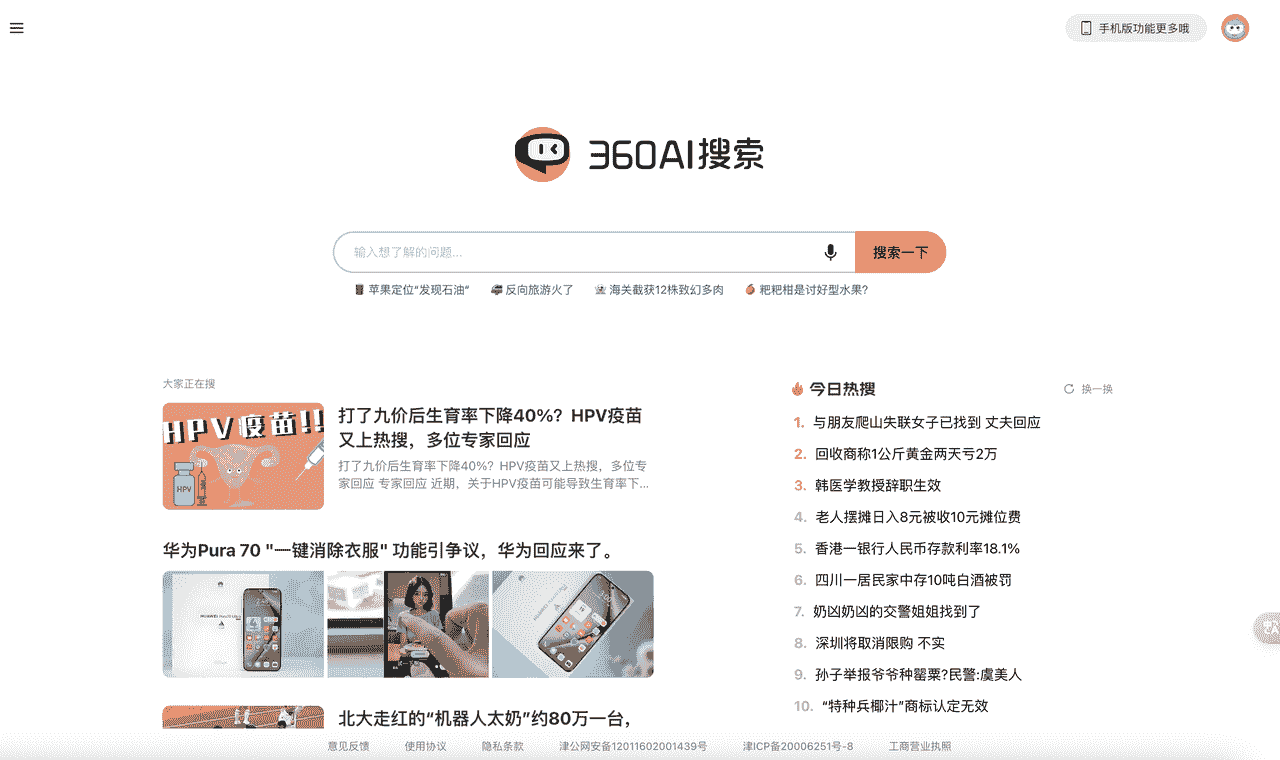 手机版功能更多哦
360AI搜索
输入想了解的问题...
搜索一下
苹果定位“发现石油”
反向旅游火了
海关截获12株致幻多肉
粑粑柑是讨好型水果?
大家正在搜
HPV疫苗!!
HPV
打了九价后生育率下降40%？HPV疫苗
又上热搜，多位专家回应
打了九价后生育率下降40%？HPV疫苗又上热搜，多位专
家回应 专家回应 近期，关于HPV疫苗可能导致生育率下...
华为Pura 70 "一键消除衣服" 功能引争议，华为回应来了。
北大走红的“机器人太奶”约80万一台，
今日热搜
换一换
1. 与朋友爬山失联女子已找到 丈夫回应
2. 回收商称1公斤黄金两天亏2万
3. 韩医学教授辞职生效
4. 老人摆摊日入8元被收10元摊位费
5. 香港一银行人民币存款利率18.1%
6. 四川一居民家中存10吨白酒被罚
7. 奶凶奶凶的交警姐姐找到了
8. 深圳将取消限购 不实
9. 孙子举报爷爷种罂粟?民警:虞美人
10. “特种兵椰汁”商标认定无效
意见反馈
使用协议
隐私条款
津公网安备12011602001439号
津ICP备20006251号-8
工商营业执照